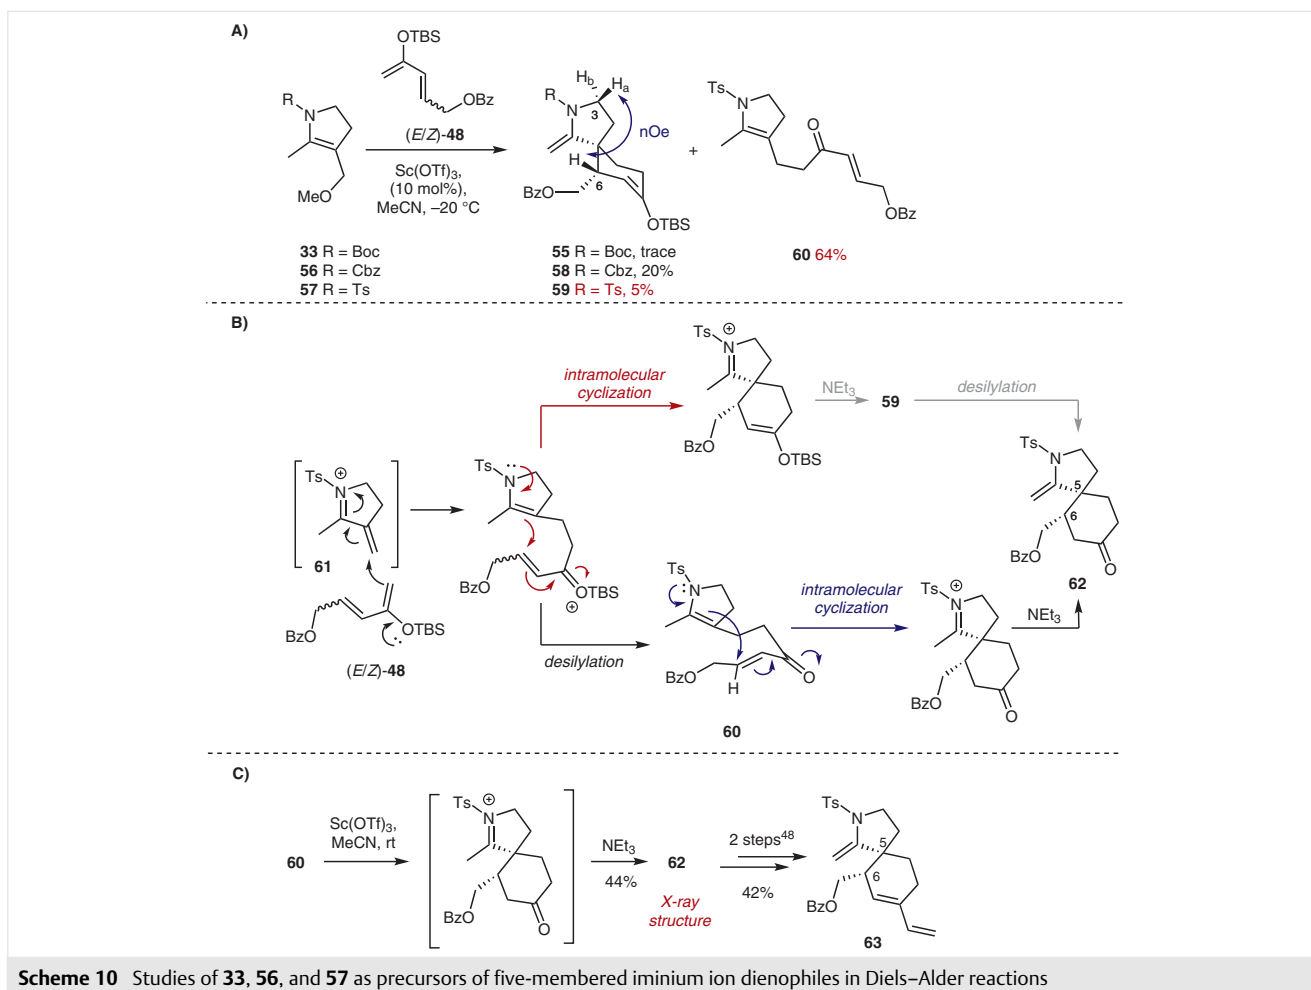 A)
OTBS
OBz
(E/Z)-48
R
N
MeO
Sc(OTf)3,
(10 mol%),
MeCN, –20 °C
Hb
Ha
R
N
3
nOe
H
6
BzO
OTBS
+
Ts
N
O
OBz
33 R = Boc
56 R = Cbz
57 R = Ts
55 R = Boc, trace
58 R = Cbz, 20%
59 R = Ts, 5%
60 64%
B)
Ts
N
⊕
61
BzO
OTBS
(E/Z)-48
Ts
N
BzO
OTBS
⊕
intramolecular
cyclization
Ts
N
⊕
BzO
OTBS
NEt3
59
desilylation
desilylation
Ts
N
BzO
H
O
60
intramolecular
cyclization
Ts
N
⊕
BzO
O
NEt3
Ts
N
5
6
BzO
O
62
C)
60
Sc(OTf)3,
MeCN, rt
Ts
N
⊕
BzO
O
NEt3
44%
62
X-ray
structure
2 steps48
42%
Ts
N
5
6
BzO
63
Scheme 10 Studies of 33, 56, and 57 as precursors of five-membered iminium ion dienophiles in Diels–Alder reactions